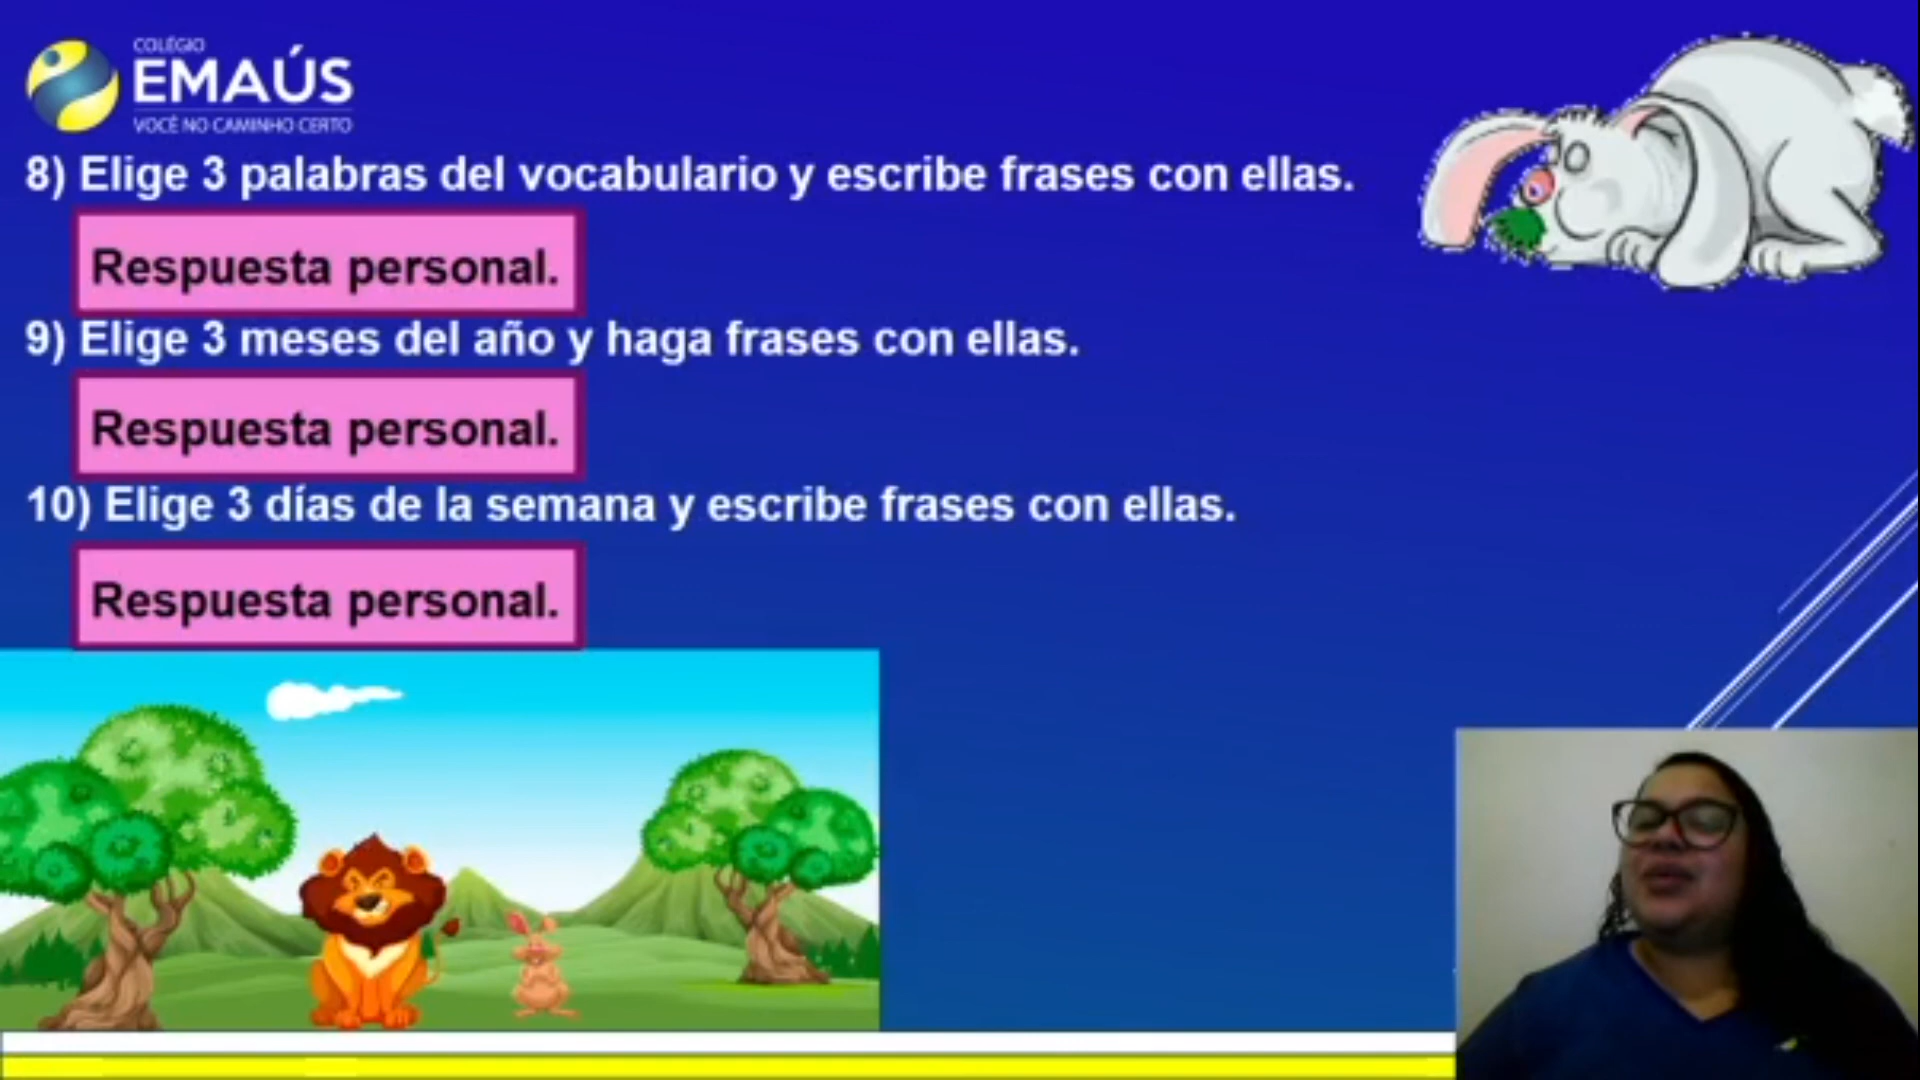 COLÉGIO
EMAÚS
VOCÊ NO CAMINHO CERTO
8) Elige 3 palabras del vocabulario y escribe frases con ellas.
Respuesta personal.
9) Elige 3 meses del año y haga frases con ellas.
Respuesta personal.
10) Elige 3 días de la semana y escribe frases con ellas.
Respuesta personal.